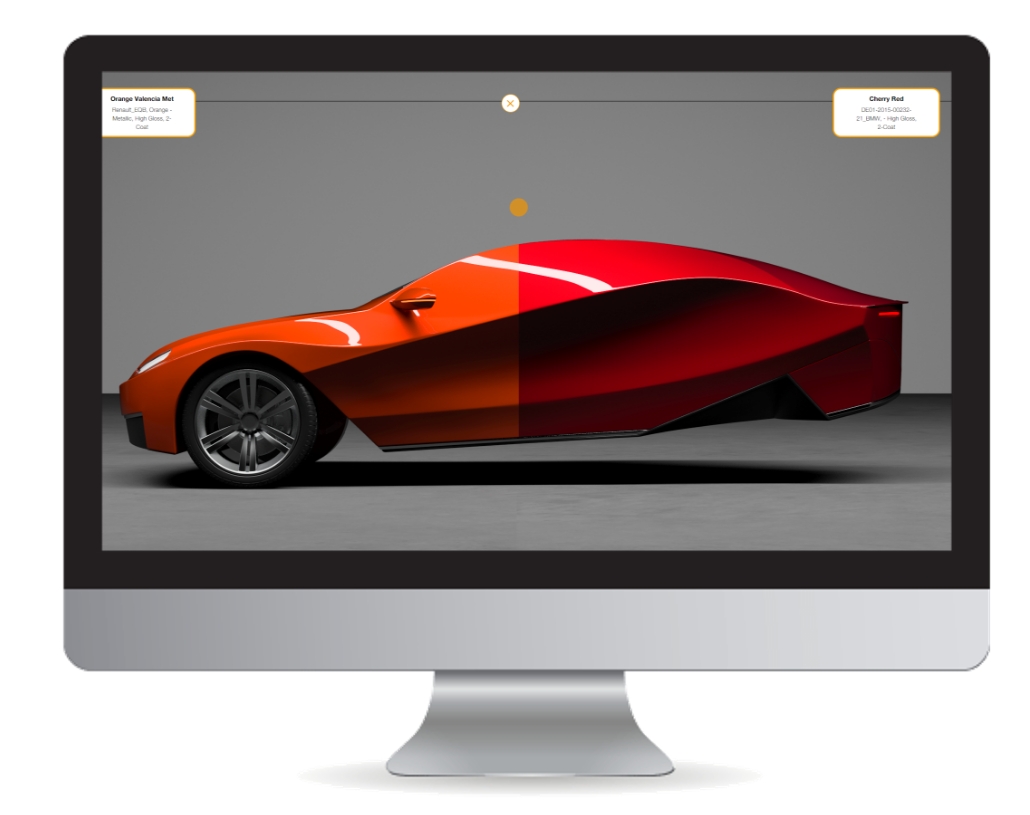 Orange Valencia Met
Renault_EQB, Orange -
Metallic, High Gloss, 2-
Coat
Cherry Red
DE01-2015-00232-
21_BMW, - High Gloss,
2-Coat